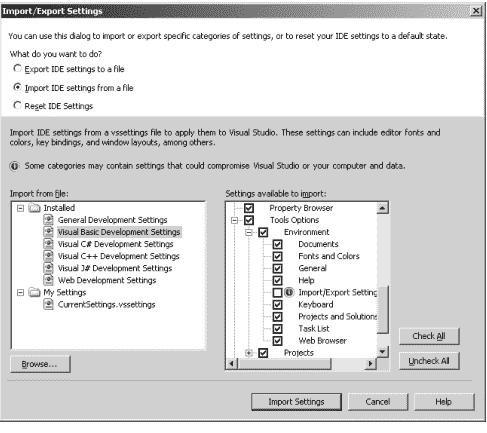 Import/Export Settings
You can use this dialog to import or export specific categories of settings, or to reset your IDE settings to a default state.
What do you want to do?
Export IDE settings to a file
Import IDE settings from a file
Reset IDE Settings
Import IDE settings from a vssettings file to apply them to Visual Studio. These settings can include editor fonts and
colors, key bindings, and window layouts, among others.
Some categories may contain settings that could compromise Visual Studio or your computer and data.
Import from file:
Installed
General Development Settings
Visual Basic Development Settings
Visual C# Development Settings
Visual C++ Development Settings
Visual J# Development Settings
Web Development Settings
My Settings
CurrentSettings.vssettings
Browse...
Settings available to import:
Property Browser
Tools Options
Environment
Documents
Fonts and Colors
General
Help
Import/Export Setting
Keyboard
Projects and Solutions
Task List
Web Browser
Projects
Check All
Uncheck All
Import Settings
Cancel
Help